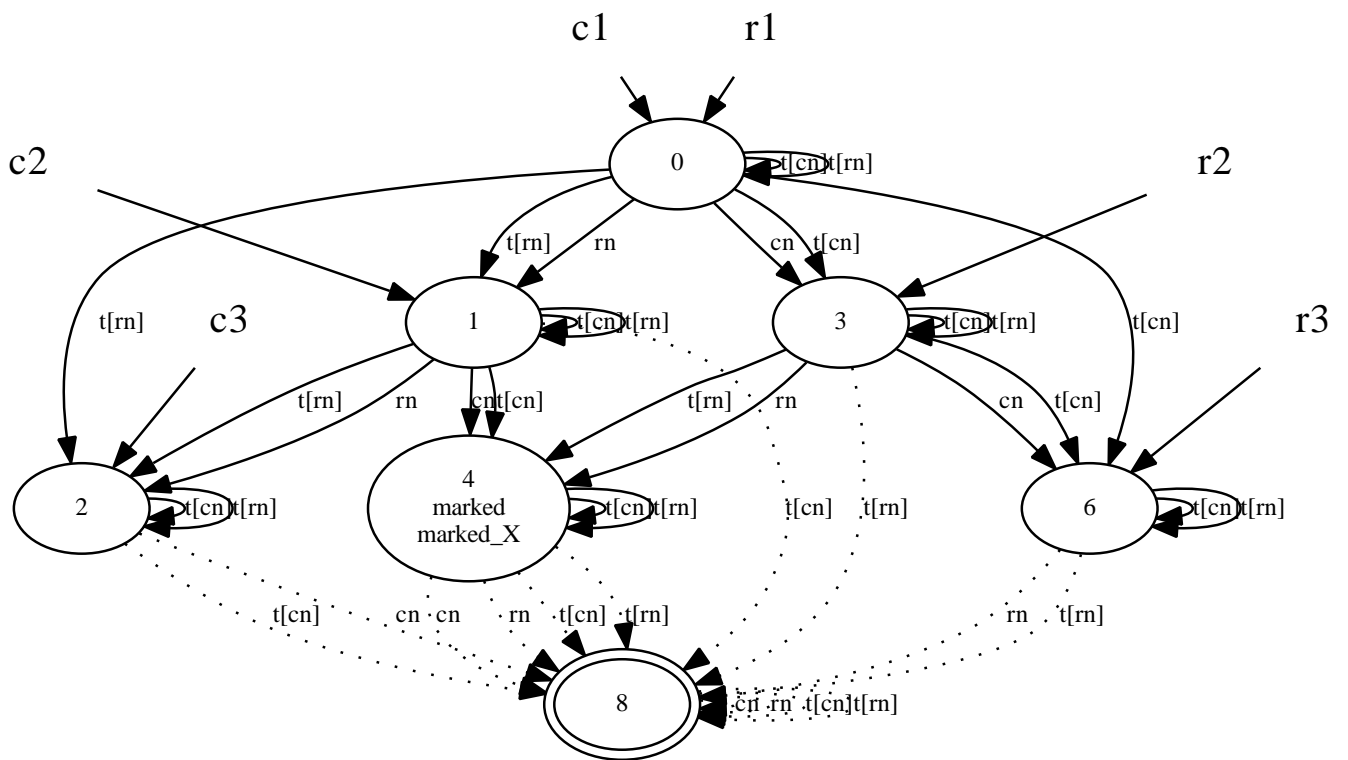 c1 r1
c2 0 t[cn] t[rn] r2
t[rn] rn cn t[cn]
t[rn] c3 1 t[cn] t[rn] 3 t[cn] t[rn] t[cn] r3
t[rn] rn cn t[cn] t[rn] rn cn t[cn]
4
2 t[cn] t[rn] marked t[cn] t[rn] t[cn] t[rn] 6 t[cn] t[rn]
marked_X
t[cn] cn cn rn t[cn] t[rn] rn t[rn]
8 cn rn t[cn] t[rn]